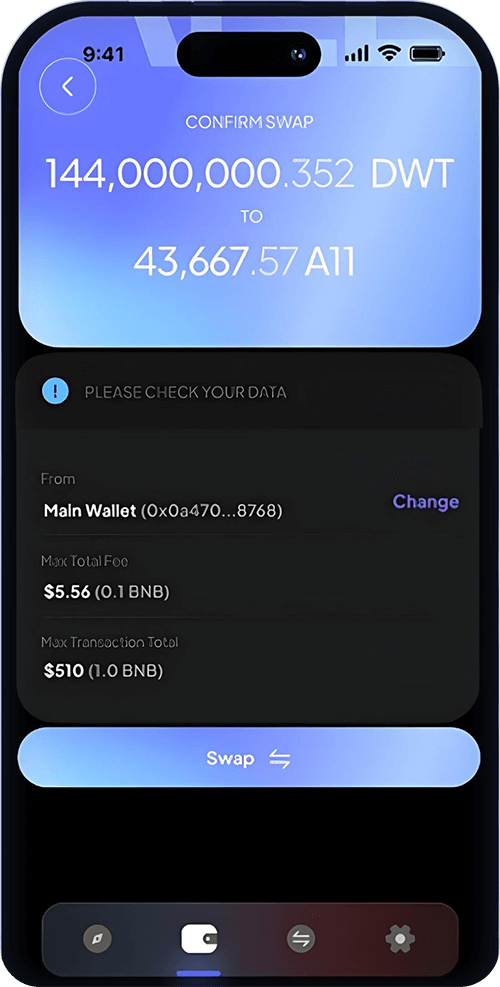 9:41
CONFIRM SWAP
144,000,000.352 DWT
TO
43,667.57 A11
PLEASE CHECK YOUR DATA
From
Main Wallet (0x0a470...8768)
Change
Max Total Fee
$5.56 (0.1 BNB)
Max Transaction Total
$510 (1.0 BNB)
Swap